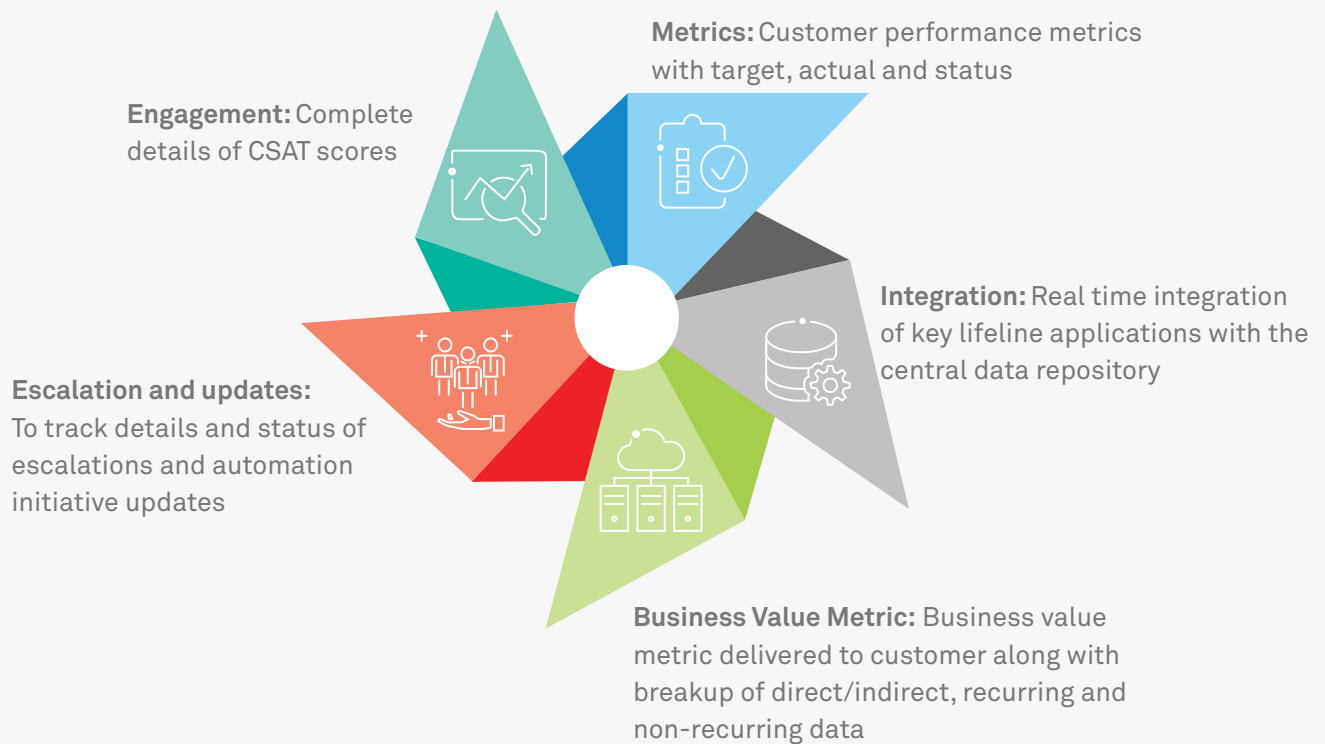 Metrics: Customer performance metrics
with target, actual and status
Engagement: Complete
details of CSAT scores
Integration: Real time integration
of key lifeline applications with the
central data repository
Escalation and updates:
To track details and status of
escalations and automation
initiative updates
Business Value Metric: Business value
metric delivered to customer along with
breakup of direct/indirect, recurring and
non-recurring data